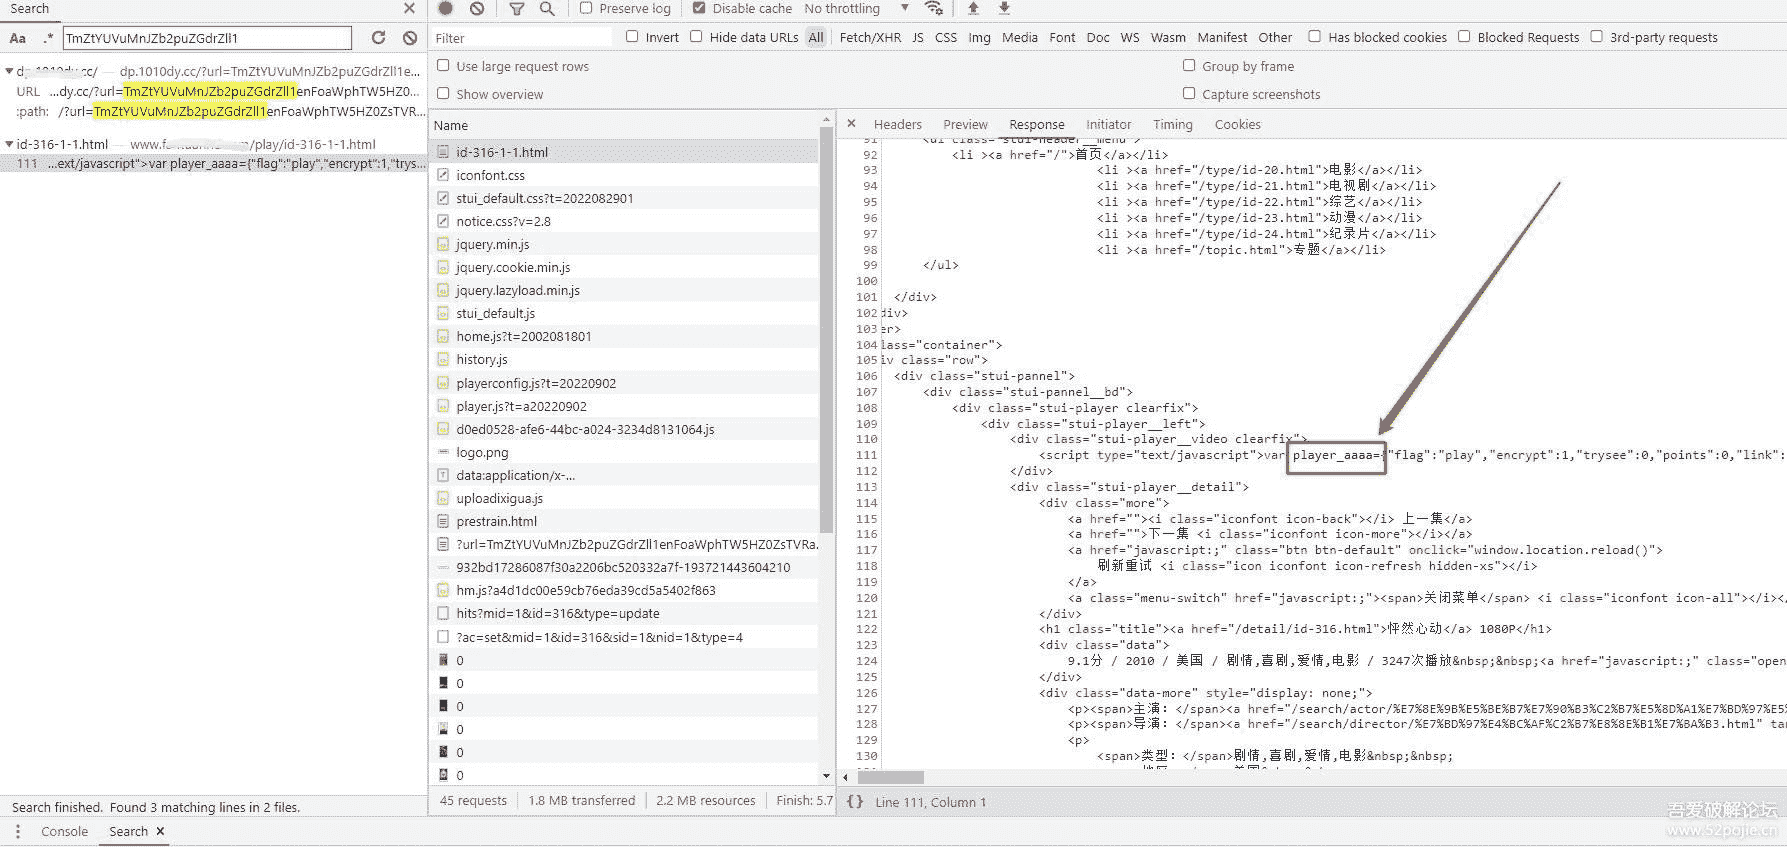 Search
Preserve log
Disable cache
No throttling
Aa .* TmZtYUVuMnJZb2puZGdrZll1
Filter
Invert
Hide data URLs
All Fetch/XHR JS CSS Img Media Font Doc WS Wasm Manifest Other
Has blocked cookies
Blocked Requests
3rd-party requests
Use large request rows
Group by frame
Show overview
Capture screenshots
dp.1010dy.cc/ — dp.1010dy.cc/?url=TmZtYUVuMnJZb2puZGdrZll1e...
URL ...dy.cc/?url=TmZtYUVuMnJZb2puZGdrZll1enFoaWphTW5HZ0...
:path: /?url=TmZtYUVuMnJZb2puZGdrZll1enFoaWphTW5HZ0ZsTVR...
id-316-1-1.html — /play/id-316-1-1.html
111 ...ext/javascript">var player_aaaa={"flag":"play","encrypt":1,"trys...
Search finished. Found 3 matching lines in 2 files.
Console
Search ×
Name
id-316-1-1.html
iconfont.css
stui_default.css?t=2022082901
notice.css?v=2.8
jquery.min.js
jquery.cookie.min.js
jquery.lazyload.min.js
stui_default.js
home.js?t=2002081801
history.js
playerconfig.js?t=20220902
player.js?t=a20220902
d0ed0528-afe6-44bc-a024-3234d8131064.js
logo.png
data:application/x-...
uploadixigua.js
prestrain.html
?url=TmZtYUVuMnJZb2puZGdrZll1enFoaWphTW5HZ0ZsTVRa.
932bd17286087f30a2206bc520332a7f-193721443604210
hm.js?a4d1dc00e59cb76eda39cd5a5402f863
hits?mid=1&id=316&type=update
?ac=set&mid=1&id=316&sid=1&nid=1&type=4
0
0
0
0
0
0
45 requests 1.8 MB transferred 2.2 MB resources Finish: 5.7
× Headers Preview Response Initiator Timing Cookies
91 <ul class="stui-header__menu">
92 <li ><a href="/">首页</a></li>
93 <li ><a href="/type/id-20.html">电影</a></li>
94 <li ><a href="/type/id-21.html">电视剧</a></li>
95 <li ><a href="/type/id-22.html">综艺</a></li>
96 <li ><a href="/type/id-23.html">动漫</a></li>
97 <li ><a href="/type/id-24.html">纪录片</a></li>
98 <li ><a href="/topic.html">专题</a></li>
99 </ul>
100
101 </div>
102 div>
103 er>
104 lass="container">
105 iv class="row">
106 <div class="stui-pannel">
107 <div class="stui-pannel__bd">
108 <div class="stui-player clearfix">
109 <div class="stui-player__left">
110 <div class="stui-player__video clearfix">
111 <script type="text/javascript">var player_aaaa={"flag":"play","encrypt":1,"trysee":0,"points":0,"link":
112 </div>
113 <div class="stui-player__detail">
114 <div class="more">
115 <a href=""><i class="iconfont icon-back"></i> 上一集</a>
116 <a href="">下一集 <i class="iconfont icon-more"></i></a>
117 <a href="javascript:;" class="btn btn-default" onclick="window.location.reload()">
118 刷新重试 <i class="icon iconfont icon-refresh hidden-xs"></i>
119 </a>
120 <a class="menu-switch" href="javascript:;"><span>关闭菜单</span> <i class="iconfont icon-all"></i></
121 </div>
122 <h1 class="title"><a href="/detail/id-316.html">怦然心动</a> 1080P</h1>
123 <div class="data">
124 9.1分 / 2010 / 美国 / 剧情,喜剧,爱情,电影 / 3247次播放&nbsp;&nbsp;<a href="javascript:;" class="open
125 </div>
126 <div class="data-more" style="display: none;">
127 <p><span>主演：</span><a href="/search/actor/%E7%8E%9B%E5%BE%B7%E7%90%B3%C2%B7%E5%8D%A1%E7%BD%97%E5%
128 <p><span>导演：</span><a href="/search/director/%E7%BD%97%E4%BC%AF%C2%B7%E8%8E%B1%E7%BA%B3.html" tar
129 <p>
130 <span>类型：</span>剧情,喜剧,爱情,电影&nbsp;&nbsp;
{} Line 111, Column 1
吾爱破解论坛
www.52pojie.cn